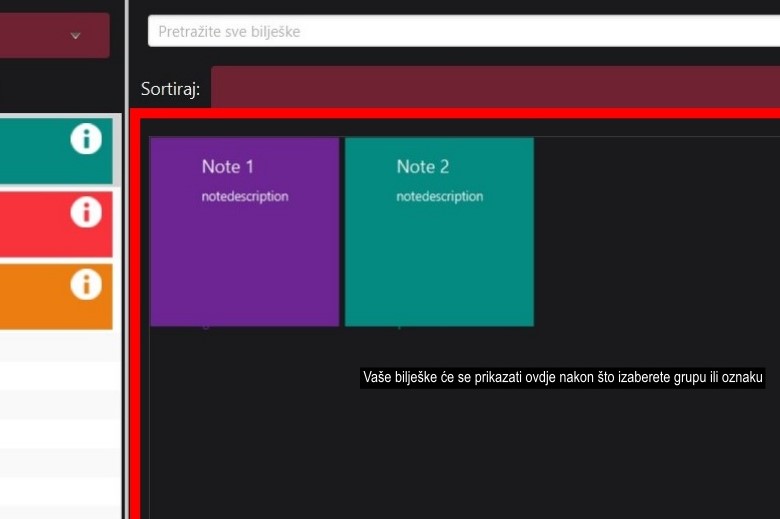 Pretražite sve bilješke
Sortiraj:
Note 1
notedescription
Note 2
notedescription
Vaše bilješke će se prikazati ovdje nakon što izaberete grupu ili oznaku